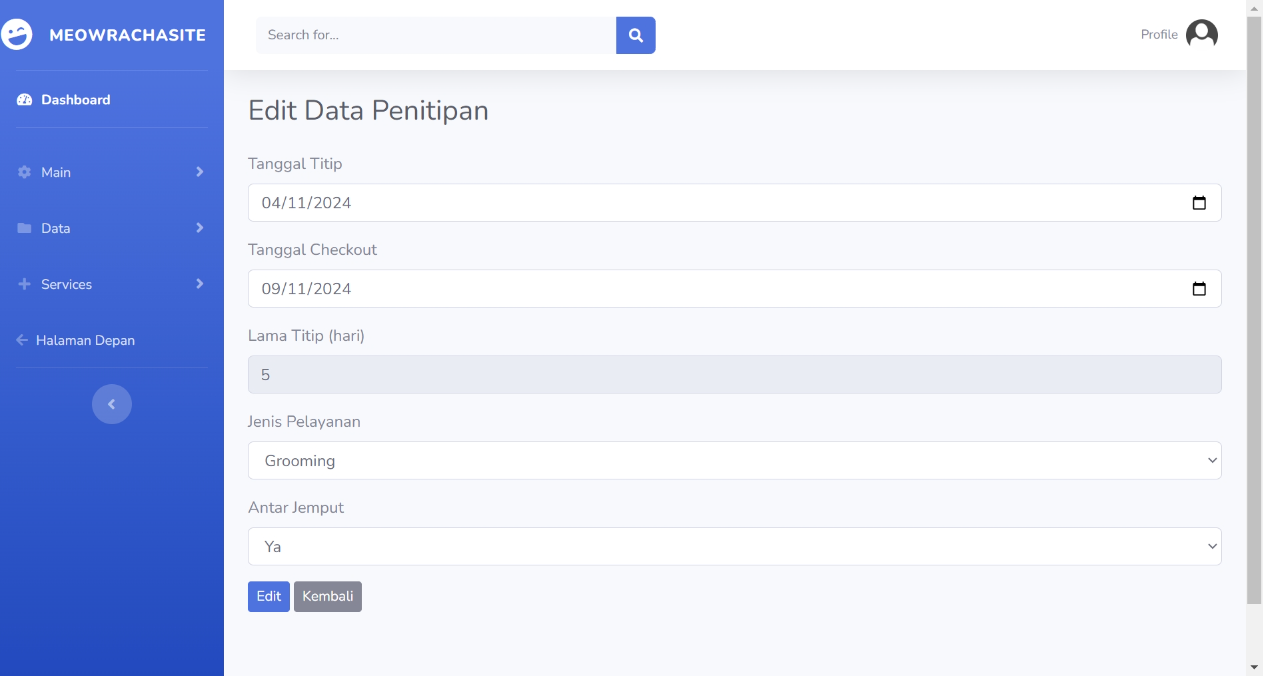 MEOWRACHASITE
Search for...
Profile
Dashboard
Main
Data
Services
Halaman Depan
Edit Data Penitipan
Tanggal Titip
04/11/2024
Tanggal Checkout
09/11/2024
Lama Titip (hari)
5
Jenis Pelayanan
Grooming
Antar Jemput
Ya
Edit Kembali